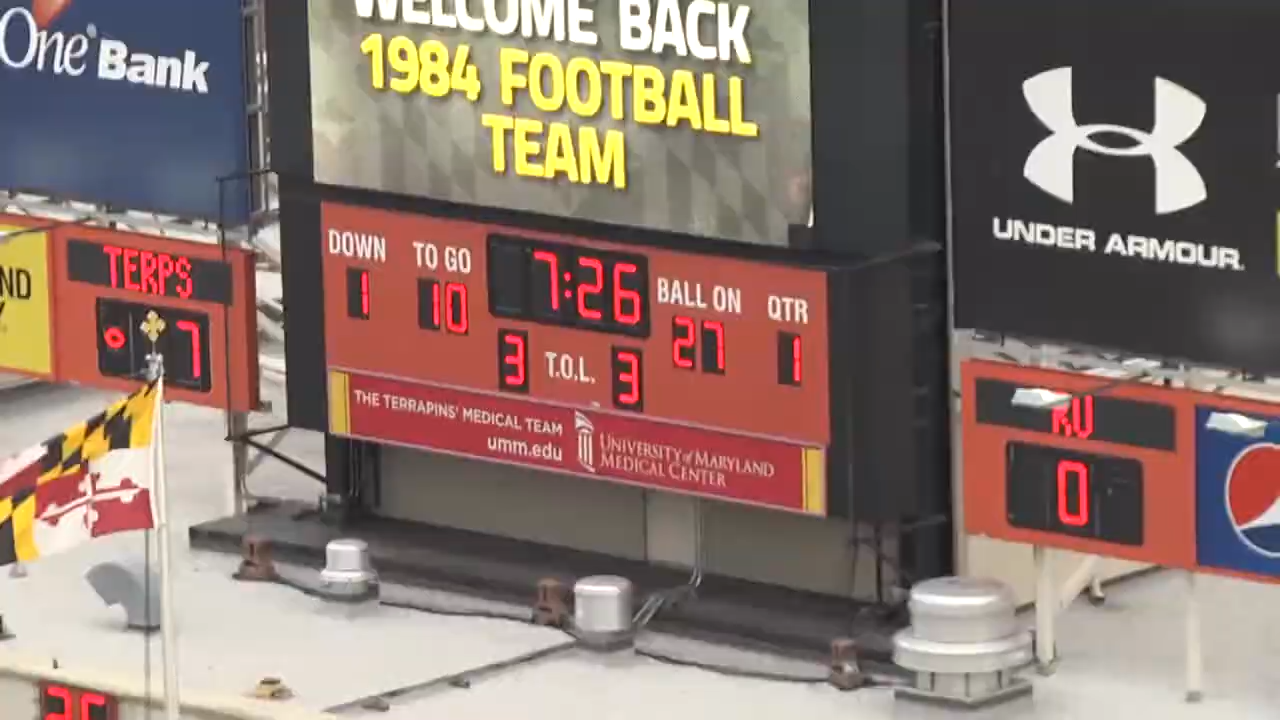 One Bank
WELCOME BACK
1984 FOOTBALL
TEAM
UNDER ARMOUR.
ND
TERPS
7
DOWN
1
TO GO
10
7:26
BALL ON
27
QTR
1
3 T.O.L. 3
THE TERRAPINS' MEDICAL TEAM
umm.edu
UNIVERSITY of MARYLAND
MEDICAL CENTER
RU
0